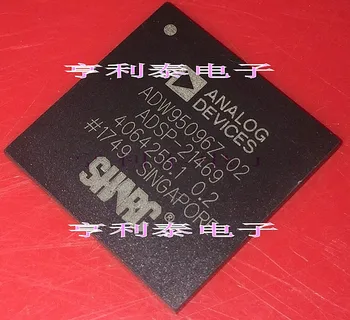 亨利泰电子
ANALOG
DEVICES
ADW95096Z-02
ADSP-21469
4064256.1 0.2
#1749 SINGAPORE
SHARC®
亨利泰电子